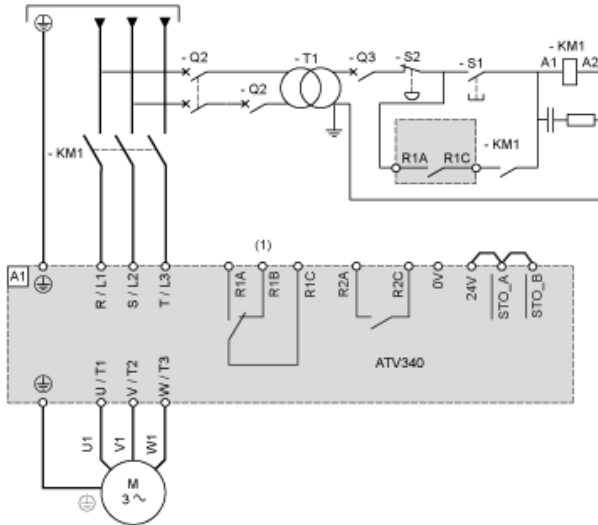 - Q2
- T1
- Q3
- S2
- S1
- KM1
A1
A2
- Q2
- KM1
R1A
R1C
- KM1
(1)
A1
R / L1
S / L2
T / L3
R1A
R1B
R1C
R2A
R2C
0V
24V
STO_A
STO_B
ATV340
U / T1
V / T2
W / T3
U1
V1
W1
M
3 ~